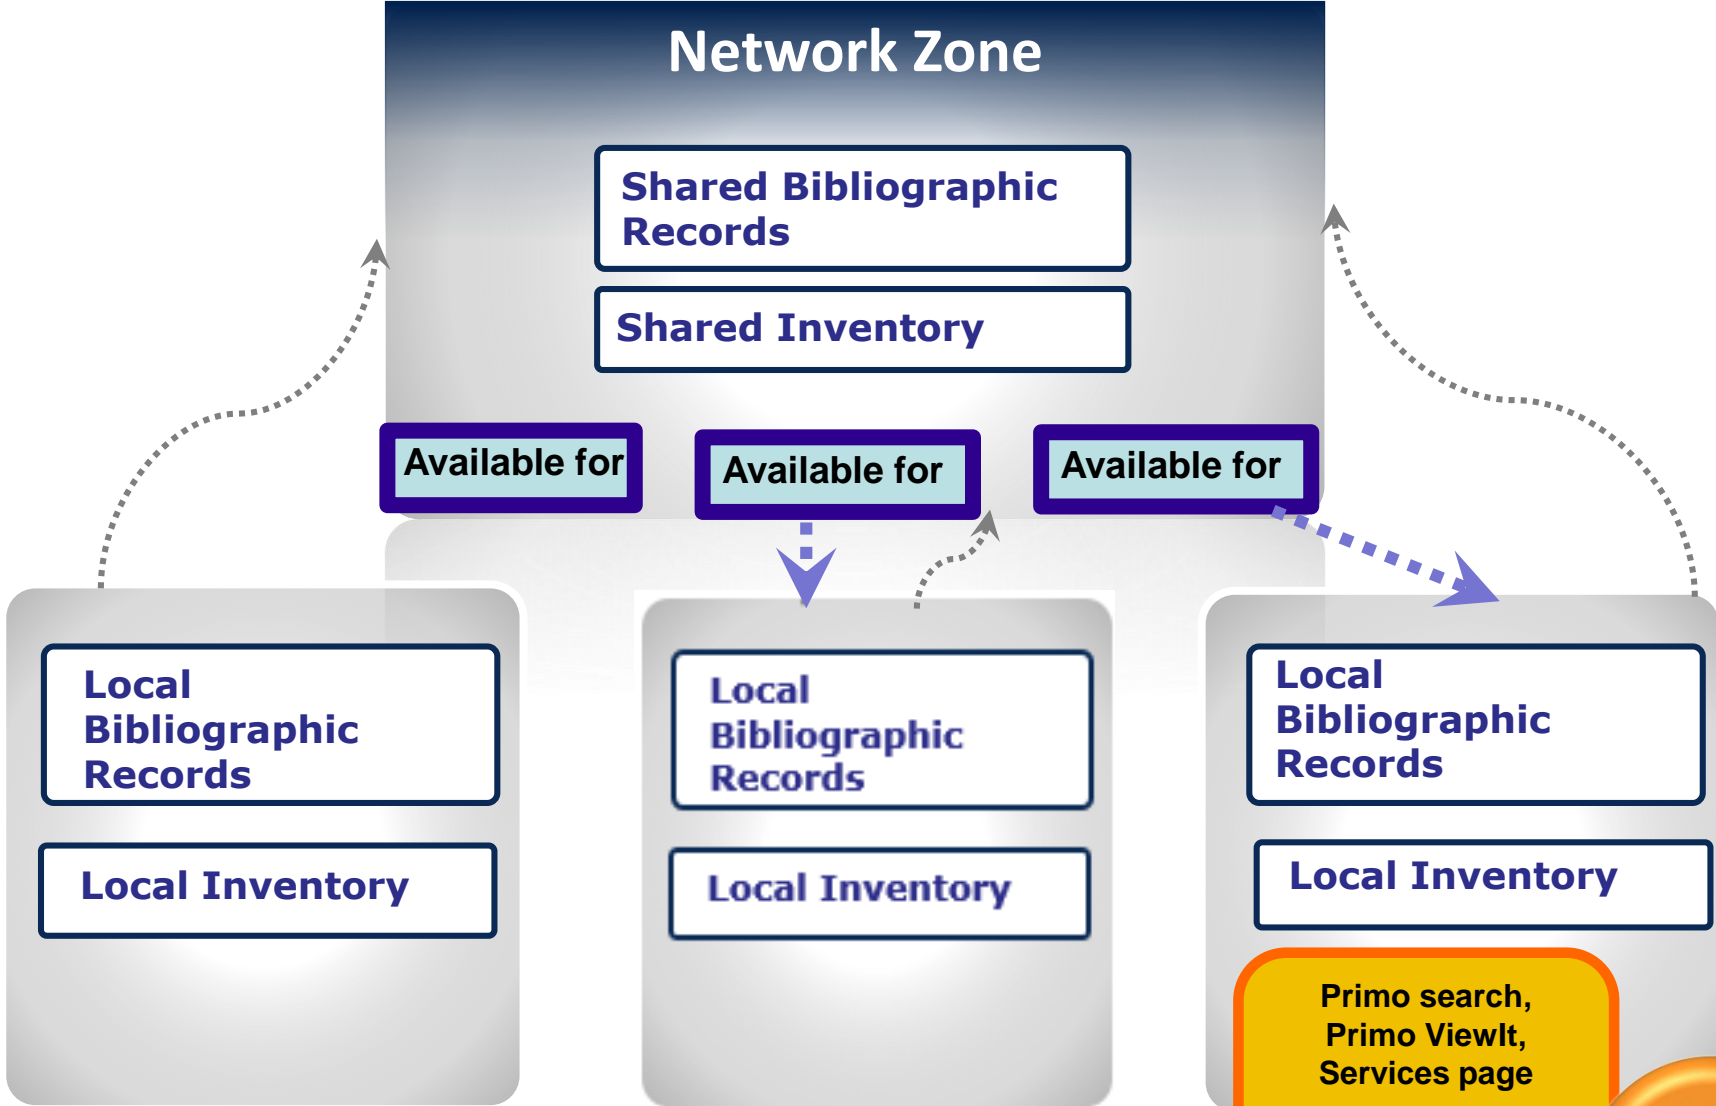 Network Zone
Shared Bibliographic
Records
Shared Inventory
Available for
Available for
Available for
Local
Bibliographic
Records
Local Inventory
Local
Bibliographic
Records
Local Inventory
Local
Bibliographic
Records
Local Inventory
Primo search,
Primo ViewIt,
Services page